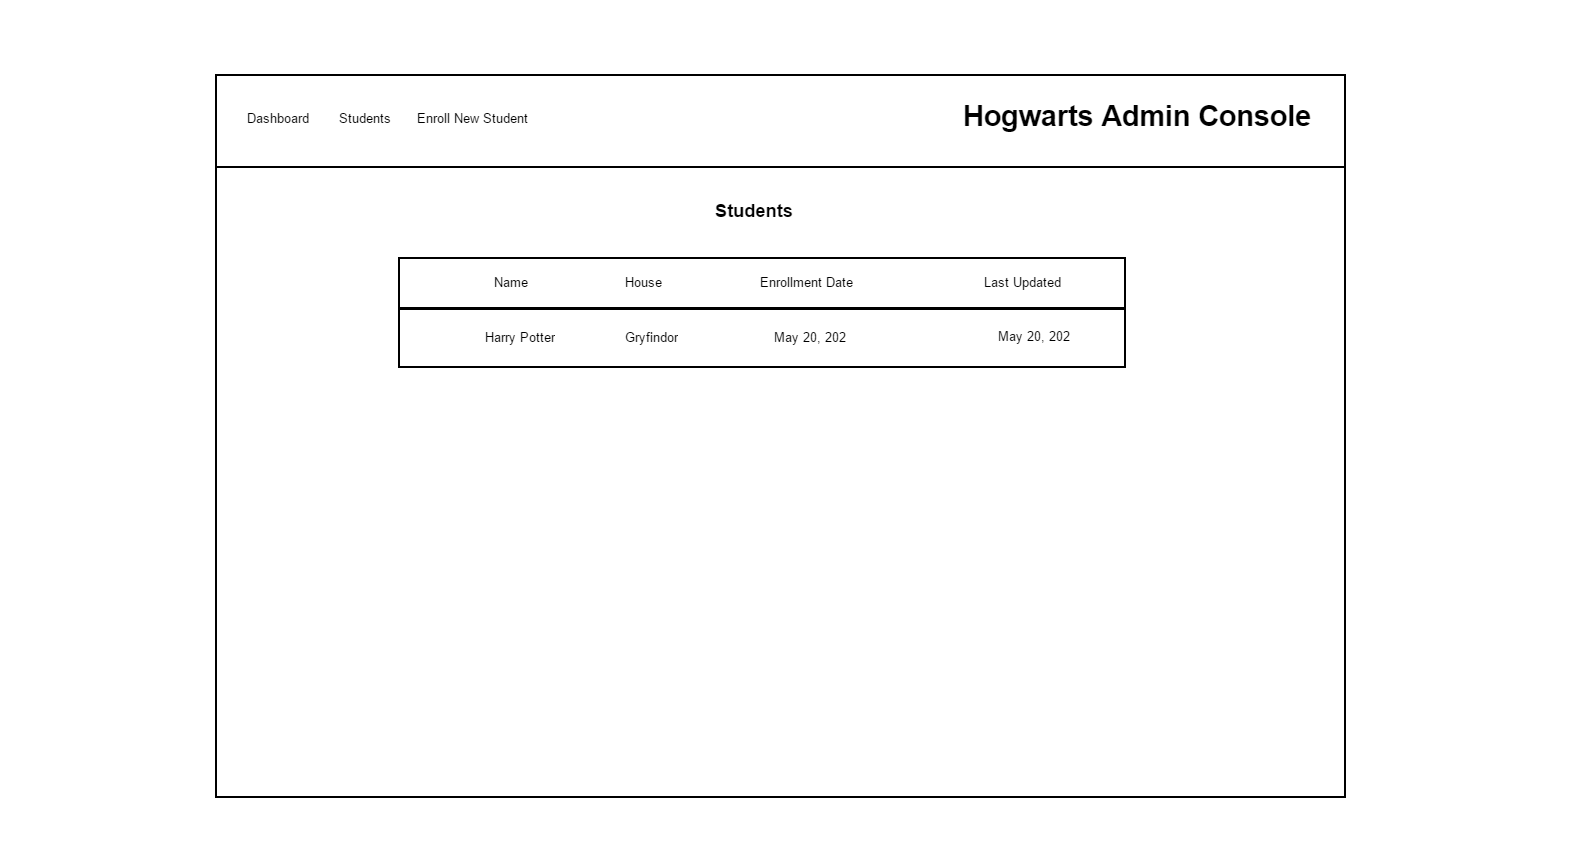 Dashboard Students Enroll New Student Hogwarts Admin Console
Students
Name House Enrollment Date Last Updated
Harry Potter Gryfindor May 20, 202 May 20, 202